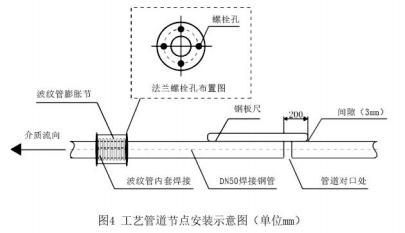 螺栓孔
法兰螺栓孔布置图
波纹管膨胀节
钢板尺
200
间隙（3mm）
介质流向
波纹管内套焊接
DN50焊接钢管
管道对口处
图4 工艺管道节点安装示意图（单位mm）